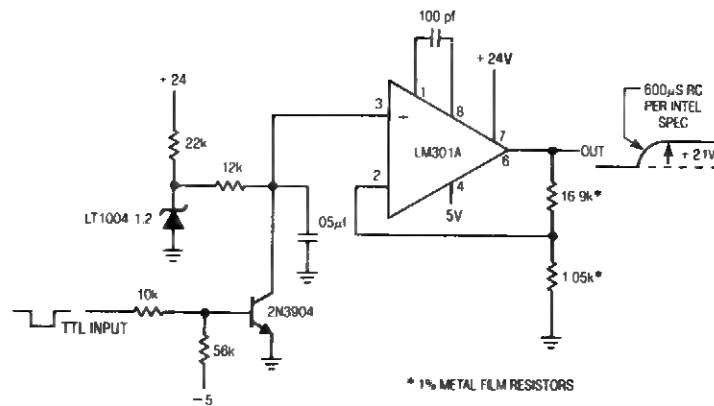 100 pf
+ 24
+ 24V
600µS RC
PER INTEL
SPEC
22k
1
8
3
+
7
12k
LM301A
6
OUT
+ 21V
2
4
5V
16 9k*
LT1004 1.2
05µf
10k
2N3904
1 05k*
TTL INPUT
56k
−5
* 1% METAL FILM RESISTORS